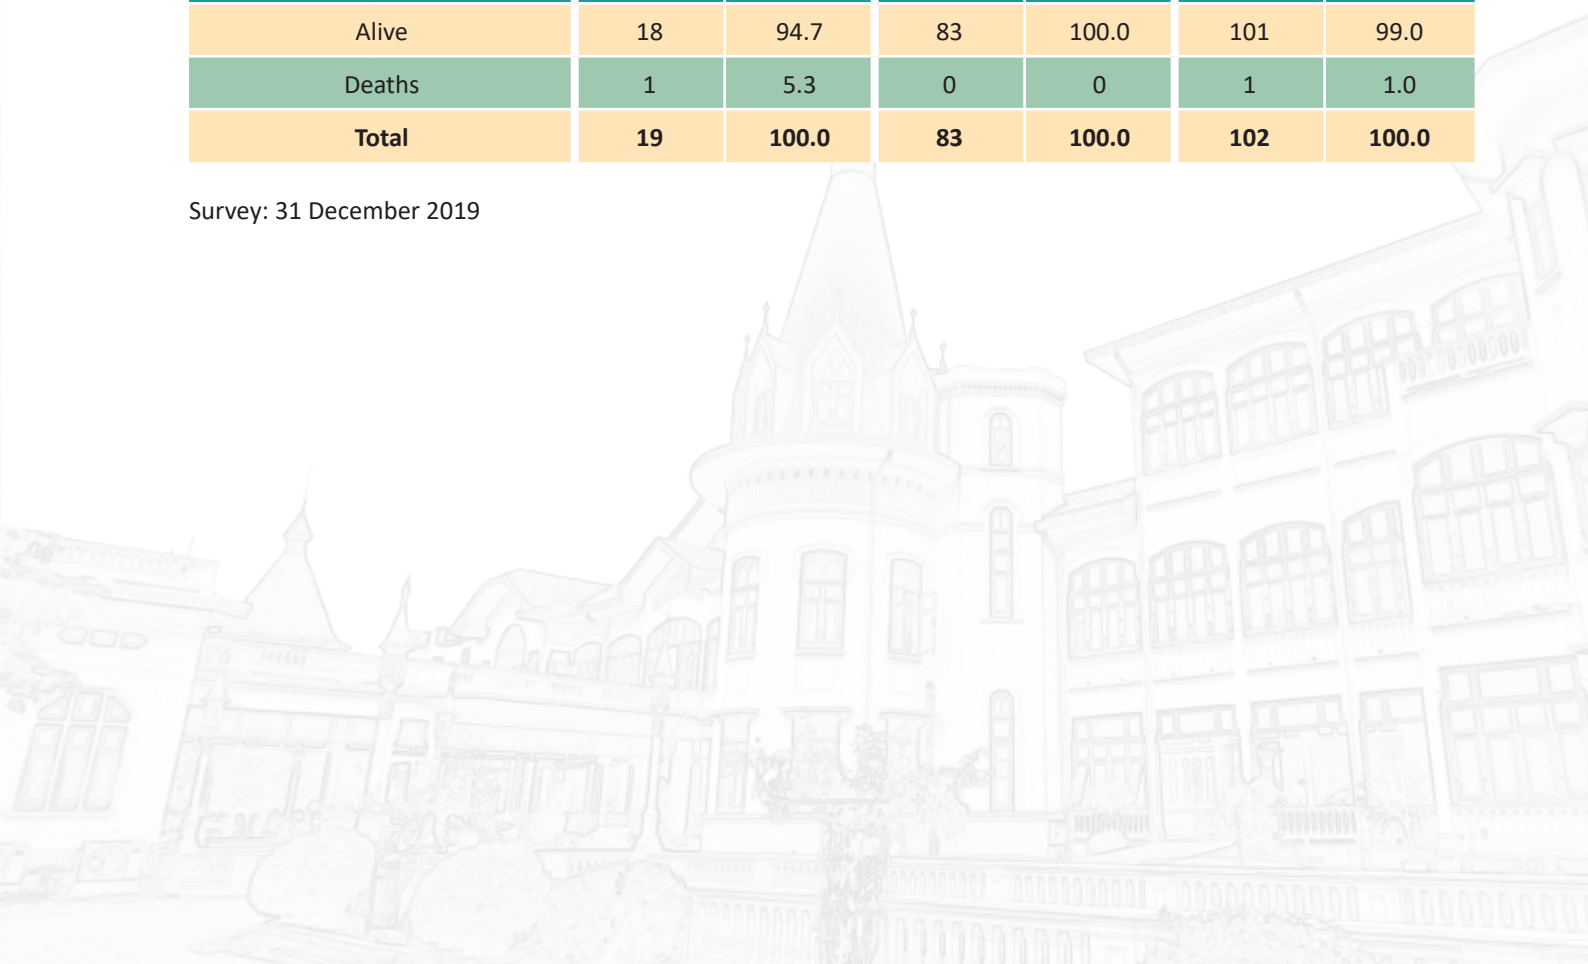 Alive 18 94.7 83 100.0 101 99.0
Deaths 1 5.3 0 0 1 1.0
Total 19 100.0 83 100.0 102 100.0
Survey: 31 December 2019